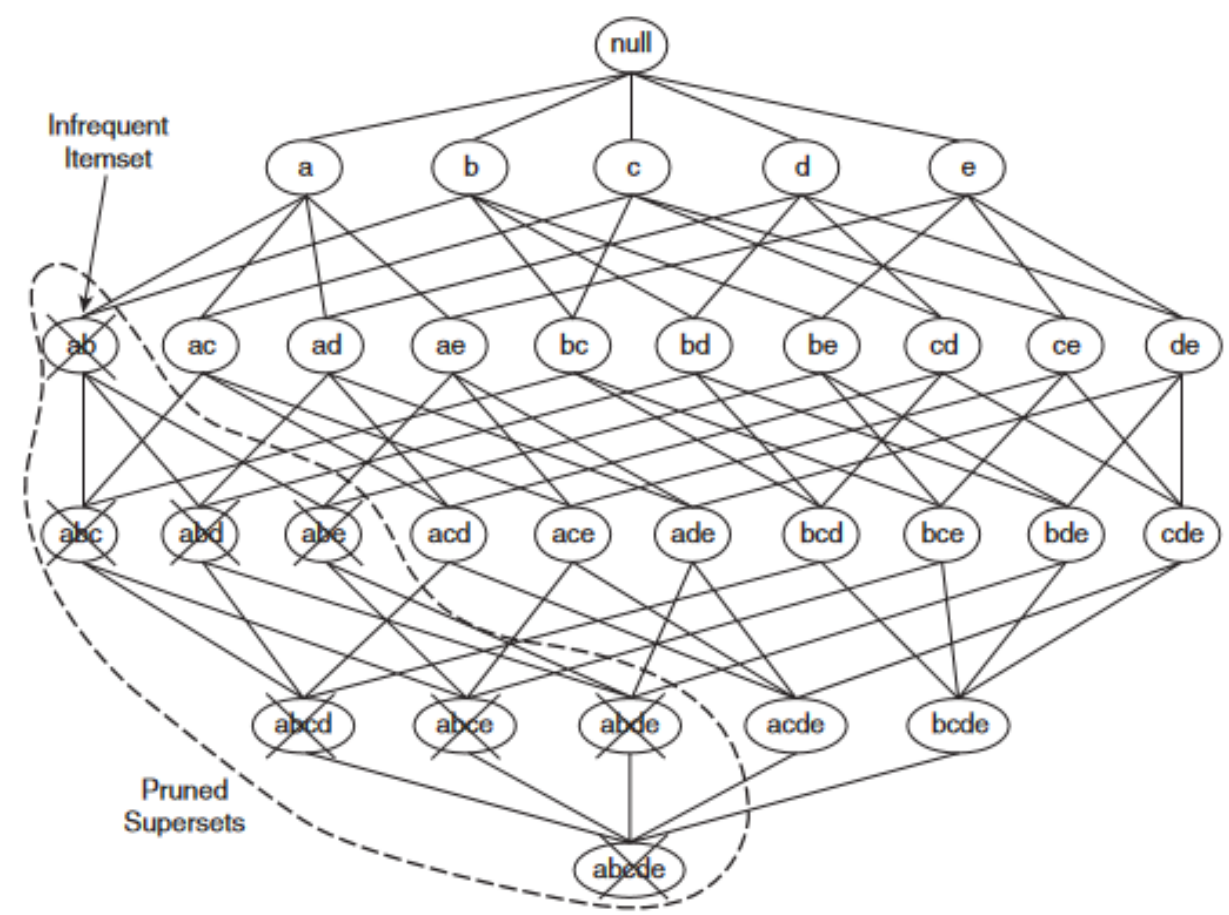 null
Infrequent
Itemset
a b c d e
ab ac ad ae bc bd be cd ce de
abc abd abe acd ace ade bcd bce bde cde
abcd abce abde acde bcde
Pruned
Supersets
abcde